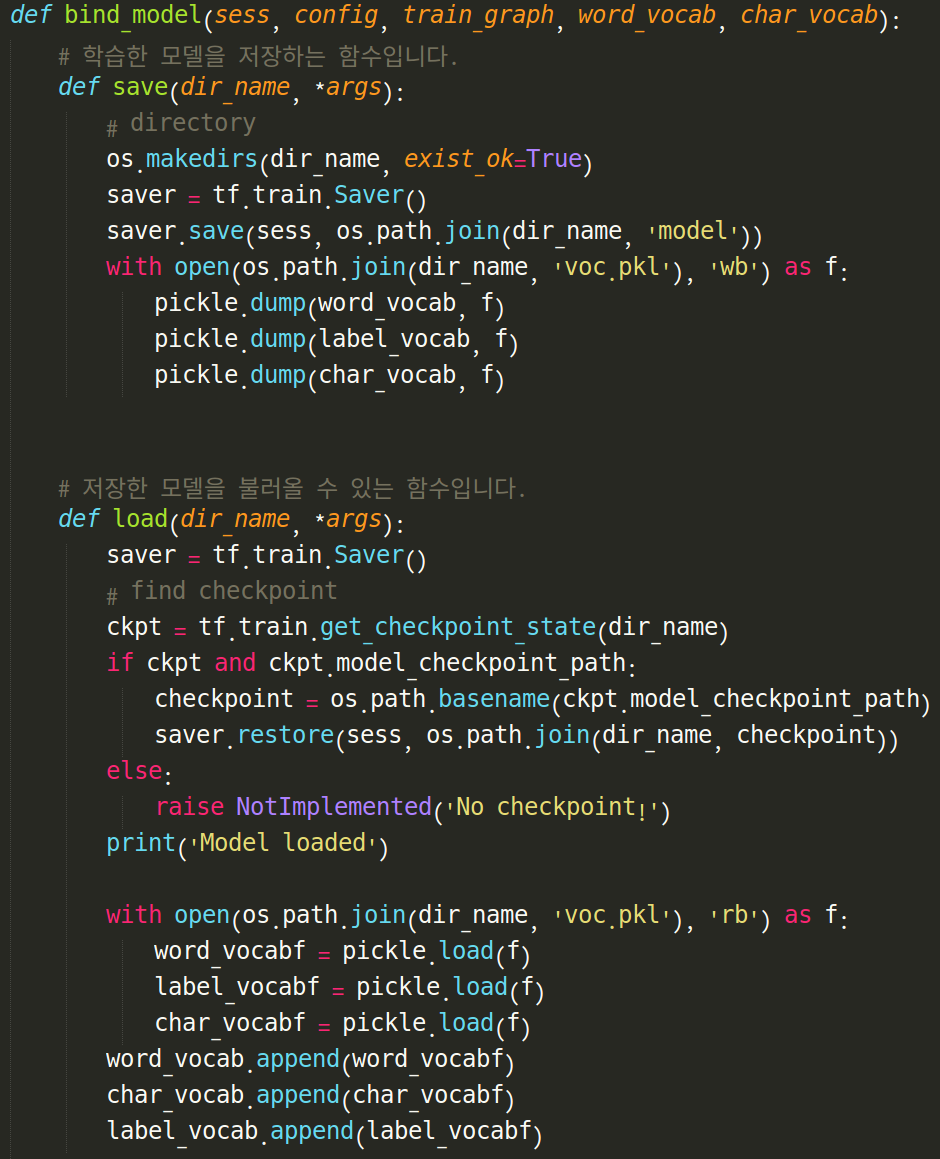 def bind_model(sess, config, train_graph, word_vocab, char_vocab):
    # 학습한 모델을 저장하는 함수입니다.
    def save(dir_name, *args):
        # directory
        os.makedirs(dir_name, exist_ok=True)
        saver = tf.train.Saver()
        saver.save(sess, os.path.join(dir_name, 'model'))
        with open(os.path.join(dir_name, 'voc.pkl'), 'wb') as f:
            pickle.dump(word_vocab, f)
            pickle.dump(label_vocab, f)
            pickle.dump(char_vocab, f)
    # 저장한 모델을 불러올 수 있는 함수입니다.
    def load(dir_name, *args):
        saver = tf.train.Saver()
        # find checkpoint
        ckpt = tf.train.get_checkpoint_state(dir_name)
        if ckpt and ckpt.model_checkpoint_path:
            checkpoint = os.path.basename(ckpt.model_checkpoint_path)
            saver.restore(sess, os.path.join(dir_name, checkpoint))
        else:
            raise NotImplemented('No checkpoint!')
        print('Model loaded')
        with open(os.path.join(dir_name, 'voc.pkl'), 'rb') as f:
            word_vocabf = pickle.load(f)
            label_vocabf = pickle.load(f)
            char_vocabf = pickle.load(f)
        word_vocab.append(word_vocabf)
        char_vocab.append(char_vocabf)
        label_vocab.append(label_vocabf)